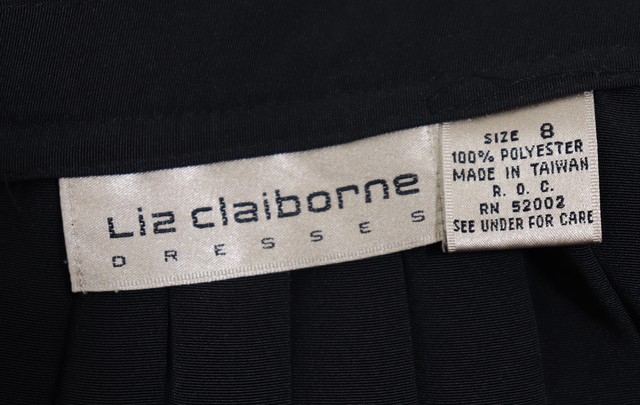 Liz claiborne
DRESSES
SIZE 8
100% POLYESTER
MADE IN TAIWAN
R. O. C.
RN 52002
SEE UNDER FOR CARE